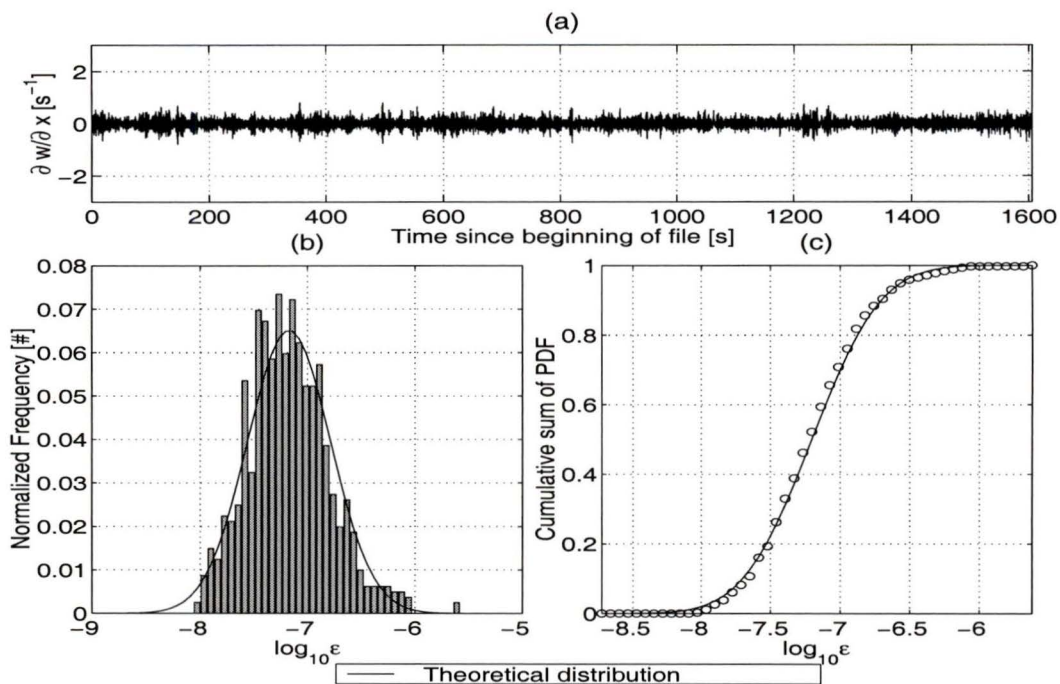 (a)
∂ w/∂ x [s⁻¹]
2
0
−2
0 200 400 600 800 1000 1200 1400 1600
Time since beginning of file [s]
(b)
Normalized Frequency [#]
0.08
0.07
0.06
0.05
0.04
0.03
0.02
0.01
0
−9 −8 −7 −6 −5
log₁₀ε
(c)
Cumulative sum of PDF
1
0.8
0.6
0.4
0.2
0
−8.5 −8 −7.5 −7 −6.5 −6
log₁₀ε
Theoretical distribution